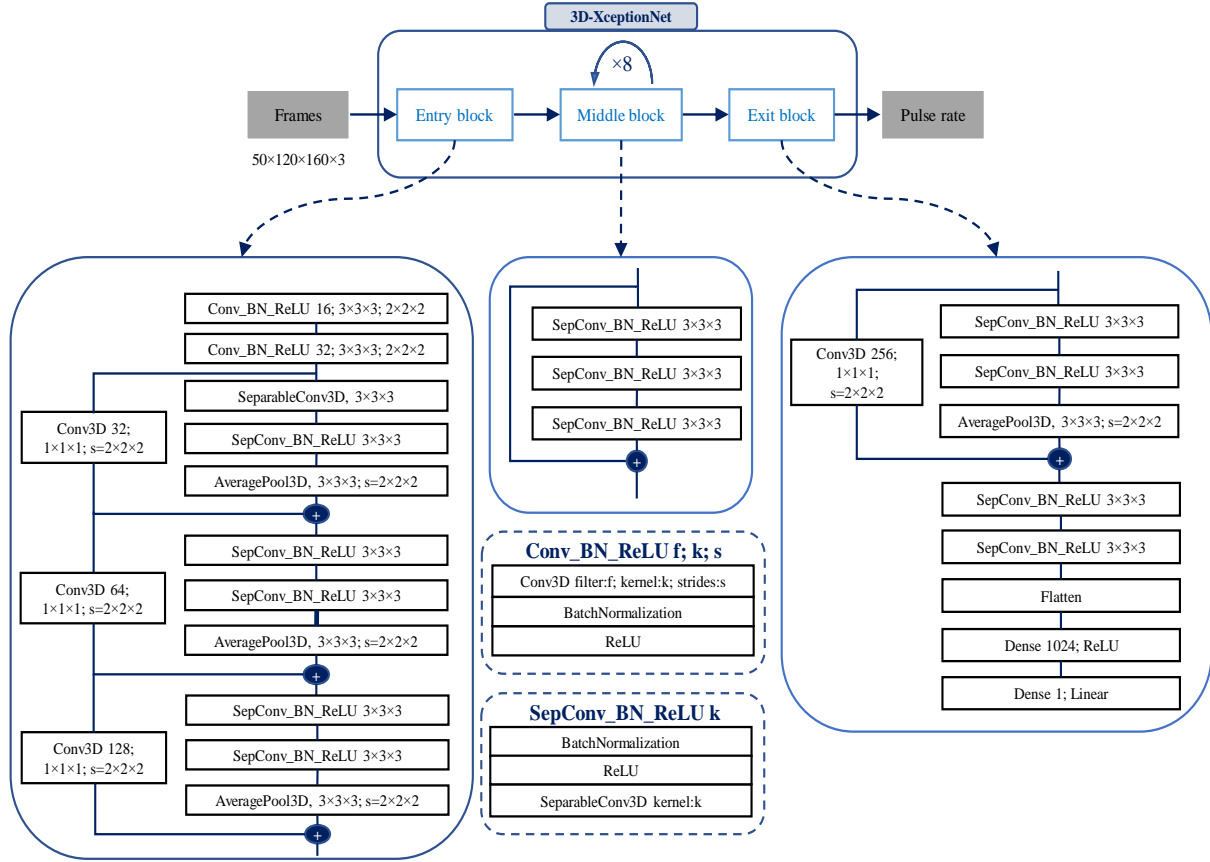 3D-XceptionNet
×8
Frames
Entry block
Middle block
Exit block
Pulse rate
50×120×160×3
Conv_BN_ReLU 16; 3×3×3; 2×2×2
Conv_BN_ReLU 32; 3×3×3; 2×2×2
SeparableConv3D, 3×3×3
Conv3D 32;
1×1×1; s=2×2×2
SepConv_BN_ReLU 3×3×3
AveragePool3D, 3×3×3; s=2×2×2
+
SepConv_BN_ReLU 3×3×3
Conv3D 64;
1×1×1; s=2×2×2
SepConv_BN_ReLU 3×3×3
AveragePool3D, 3×3×3; s=2×2×2
+
SepConv_BN_ReLU 3×3×3
Conv3D 128;
1×1×1; s=2×2×2
SepConv_BN_ReLU 3×3×3
AveragePool3D, 3×3×3; s=2×2×2
+
SepConv_BN_ReLU 3×3×3
SepConv_BN_ReLU 3×3×3
SepConv_BN_ReLU 3×3×3
+
Conv_BN_ReLU f; k; s
Conv3D filter:f; kernel:k; strides:s
BatchNormalization
ReLU
SepConv_BN_ReLU k
BatchNormalization
ReLU
SeparableConv3D kernel:k
SepConv_BN_ReLU 3×3×3
Conv3D 256;
1×1×1;
s=2×2×2
SepConv_BN_ReLU 3×3×3
AveragePool3D, 3×3×3; s=2×2×2
+
SepConv_BN_ReLU 3×3×3
SepConv_BN_ReLU 3×3×3
Flatten
Dense 1024; ReLU
Dense 1; Linear